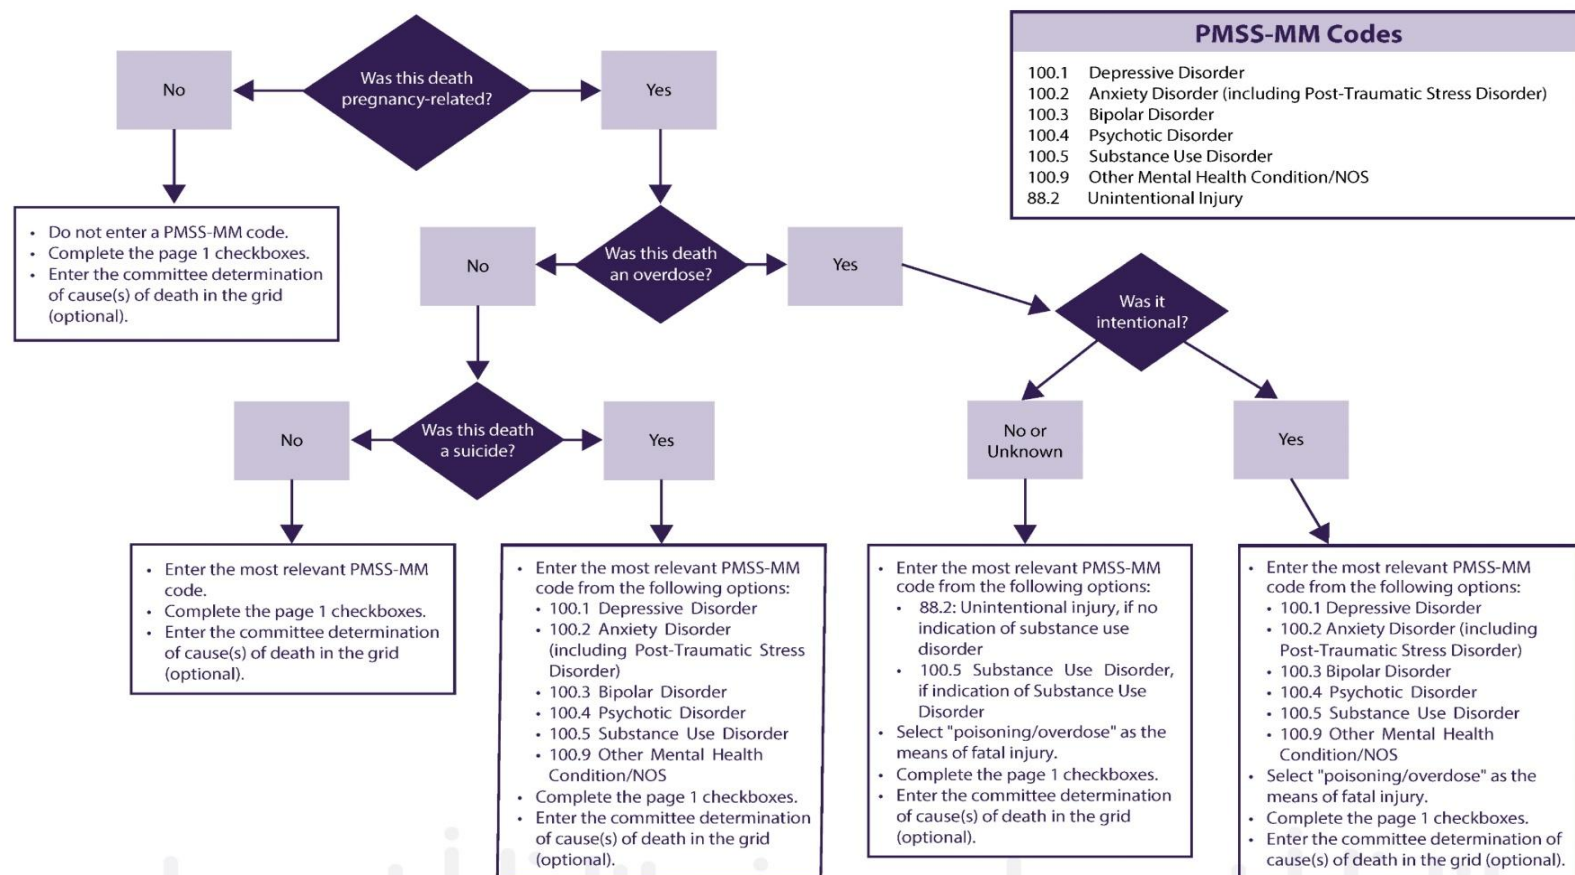 PMSS-MM Codes
100.1 Depressive Disorder
100.2 Anxiety Disorder (including Post-Traumatic Stress Disorder)
100.3 Bipolar Disorder
100.4 Psychotic Disorder
100.5 Substance Use Disorder
100.9 Other Mental Health Condition/NOS
88.2 Unintentional Injury
No
Was this death
pregnancy-related?
Yes
• Do not enter a PMSS-MM code.
• Complete the page 1 checkboxes.
• Enter the committee determination
of cause(s) of death in the grid
(optional).
No
Was this death
an overdose?
Yes
Was it
intentional?
No
Was this death
a suicide?
Yes
No or
Unknown
Yes
• Enter the most relevant PMSS-MM
code.
• Complete the page 1 checkboxes.
• Enter the committee determination
of cause(s) of death in the grid
(optional).
• Enter the most relevant PMSS-MM
code from the following options:
• 100.1 Depressive Disorder
• 100.2 Anxiety Disorder
(including Post-Traumatic Stress
Disorder)
• 100.3 Bipolar Disorder
• 100.4 Psychotic Disorder
• 100.5 Substance Use Disorder
• 100.9 Other Mental Health
Condition/NOS
• Complete the page 1 checkboxes.
• Enter the committee determination
of cause(s) of death in the grid
(optional).
• Enter the most relevant PMSS-MM
code from the following options:
• 88.2: Unintentional injury, if no
indication of substance use
disorder
• 100.5 Substance Use Disorder,
if indication of Substance Use
Disorder
• Select "poisoning/overdose" as the
means of fatal injury.
• Complete the page 1 checkboxes.
• Enter the committee determination
of cause(s) of death in the grid
(optional).
• Enter the most relevant PMSS-MM
code from the following options:
• 100.1 Depressive Disorder
• 100.2 Anxiety Disorder (including
Post-Traumatic Stress Disorder)
• 100.3 Bipolar Disorder
• 100.4 Psychotic Disorder
• 100.5 Substance Use Disorder
• 100.9 Other Mental Health
Condition/NOS
• Select "poisoning/overdose" as the
means of fatal injury.
• Complete the page 1 checkboxes.
• Enter the committee determination of
cause(s) of death in the grid (optional).